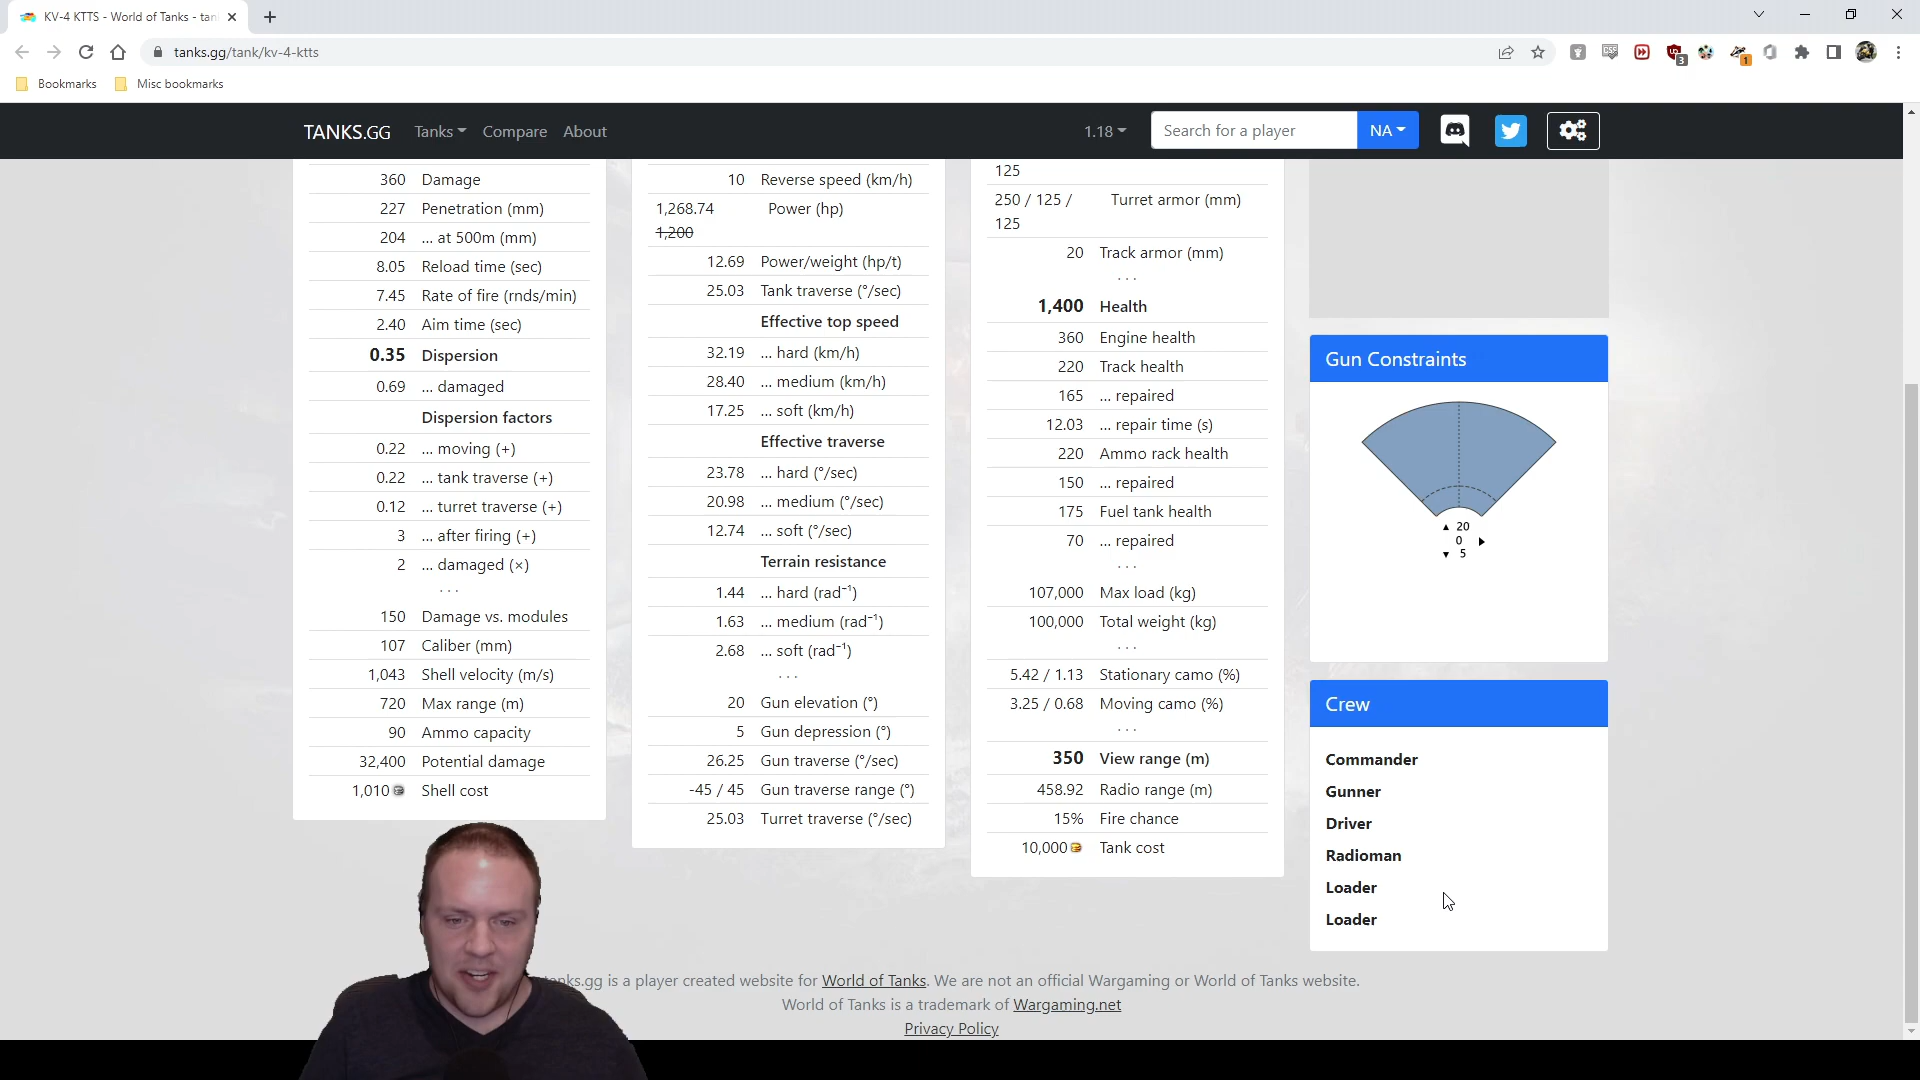 KV-4 KTTS - World of Tanks - tan
tanks.gg/tank/kv-4-ktts
3
1
Bookmarks
Misc bookmarks
TANKS.GG
Tanks
Compare
About
1.18
Search for a player
NA
360 Damage
227 Penetration (mm)
204 ... at 500m (mm)
8.05 Reload time (sec)
7.45 Rate of fire (rnds/min)
2.40 Aim time (sec)
0.35 Dispersion
0.69 ... damaged
Dispersion factors
0.22 ... moving (+)
0.22 ... tank traverse (+)
0.12 ... turret traverse (+)
3 ... after firing (+)
2 ... damaged (×)
...
150 Damage vs. modules
107 Caliber (mm)
1,043 Shell velocity (m/s)
720 Max range (m)
90 Ammo capacity
32,400 Potential damage
1,010 Shell cost
10 Reverse speed (km/h)
1,268.74 Power (hp)
1,200
12.69 Power/weight (hp/t)
25.03 Tank traverse (°/sec)
Effective top speed
32.19 ... hard (km/h)
28.40 ... medium (km/h)
17.25 ... soft (km/h)
Effective traverse
23.78 ... hard (°/sec)
20.98 ... medium (°/sec)
12.74 ... soft (°/sec)
Terrain resistance
1.44 ... hard (rad⁻¹)
1.63 ... medium (rad⁻¹)
2.68 ... soft (rad⁻¹)
...
20 Gun elevation (°)
5 Gun depression (°)
26.25 Gun traverse (°/sec)
-45 / 45 Gun traverse range (°)
25.03 Turret traverse (°/sec)
125
250 / 125 / Turret armor (mm)
125
20 Track armor (mm)
...
1,400 Health
360 Engine health
220 Track health
165 ... repaired
12.03 ... repair time (s)
220 Ammo rack health
150 ... repaired
175 Fuel tank health
70 ... repaired
...
107,000 Max load (kg)
100,000 Total weight (kg)
...
5.42 / 1.13 Stationary camo (%)
3.25 / 0.68 Moving camo (%)
...
350 View range (m)
458.92 Radio range (m)
15% Fire chance
10,000 Tank cost
Gun Constraints
▲ 20
0 ▶
▼ 5
Crew
Commander
Gunner
Driver
Radioman
Loader
Loader
nks.gg is a player created website for World of Tanks. We are not an official Wargaming or World of Tanks website.
World of Tanks is a trademark of Wargaming.net
Privacy Policy